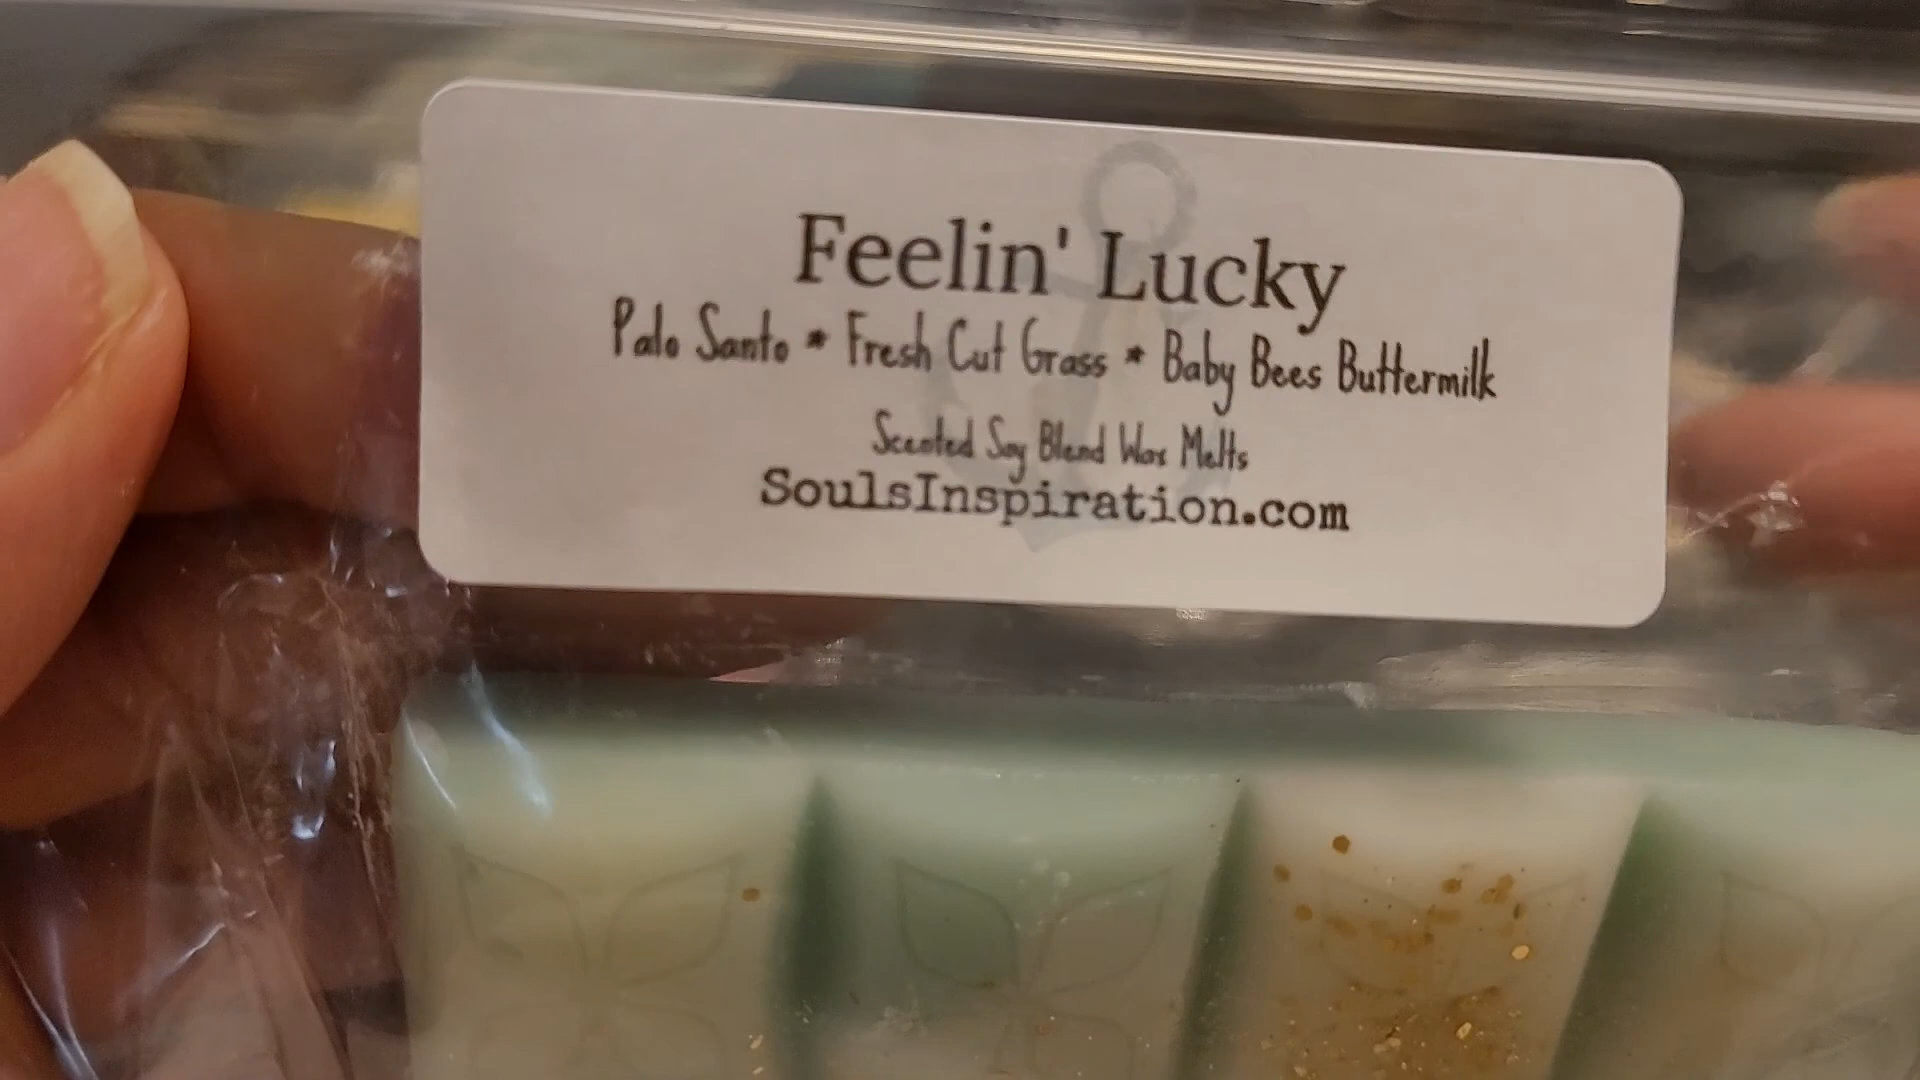 Feelin' Lucky
Palo Santo * Fresh Cut Grass * Baby Bees Buttermilk
Scented Soy Blend Wax Melts
SoulsInspiration.com